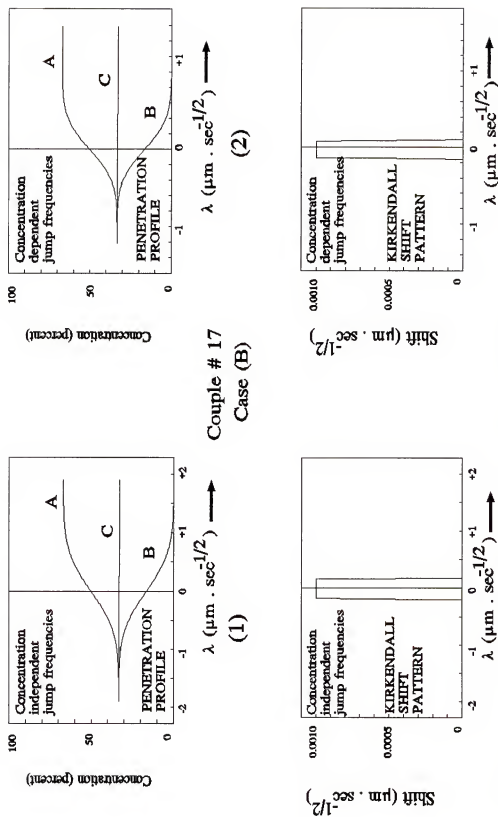 Concentration (percent)
100
50
0
Concentration
independent
jump frequencies
PENETRATION
PROFILE
A
C
B
-2
-1
0
+1
+2
λ (µm . sec^-1/2)
(1)
Couple # 17
Case (B)
Concentration (percent)
100
50
0
Concentration
dependent
jump frequencies
PENETRATION
PROFILE
A
C
B
-1
0
+1
λ (µm . sec^-1/2)
(2)
Shift (µm . sec^-1/2)
0.0010
0.0005
0
Concentration
independent
jump frequencies
KIRKENDALL
SHIFT
PATTERN
-2
-1
0
+1
+2
λ (µm . sec^-1/2)
Shift (µm . sec^-1/2)
0.0010
0.0005
0
Concentration
dependent
jump frequencies
KIRKENDALL
SHIFT
PATTERN
-1
0
+1
λ (µm . sec^-1/2)